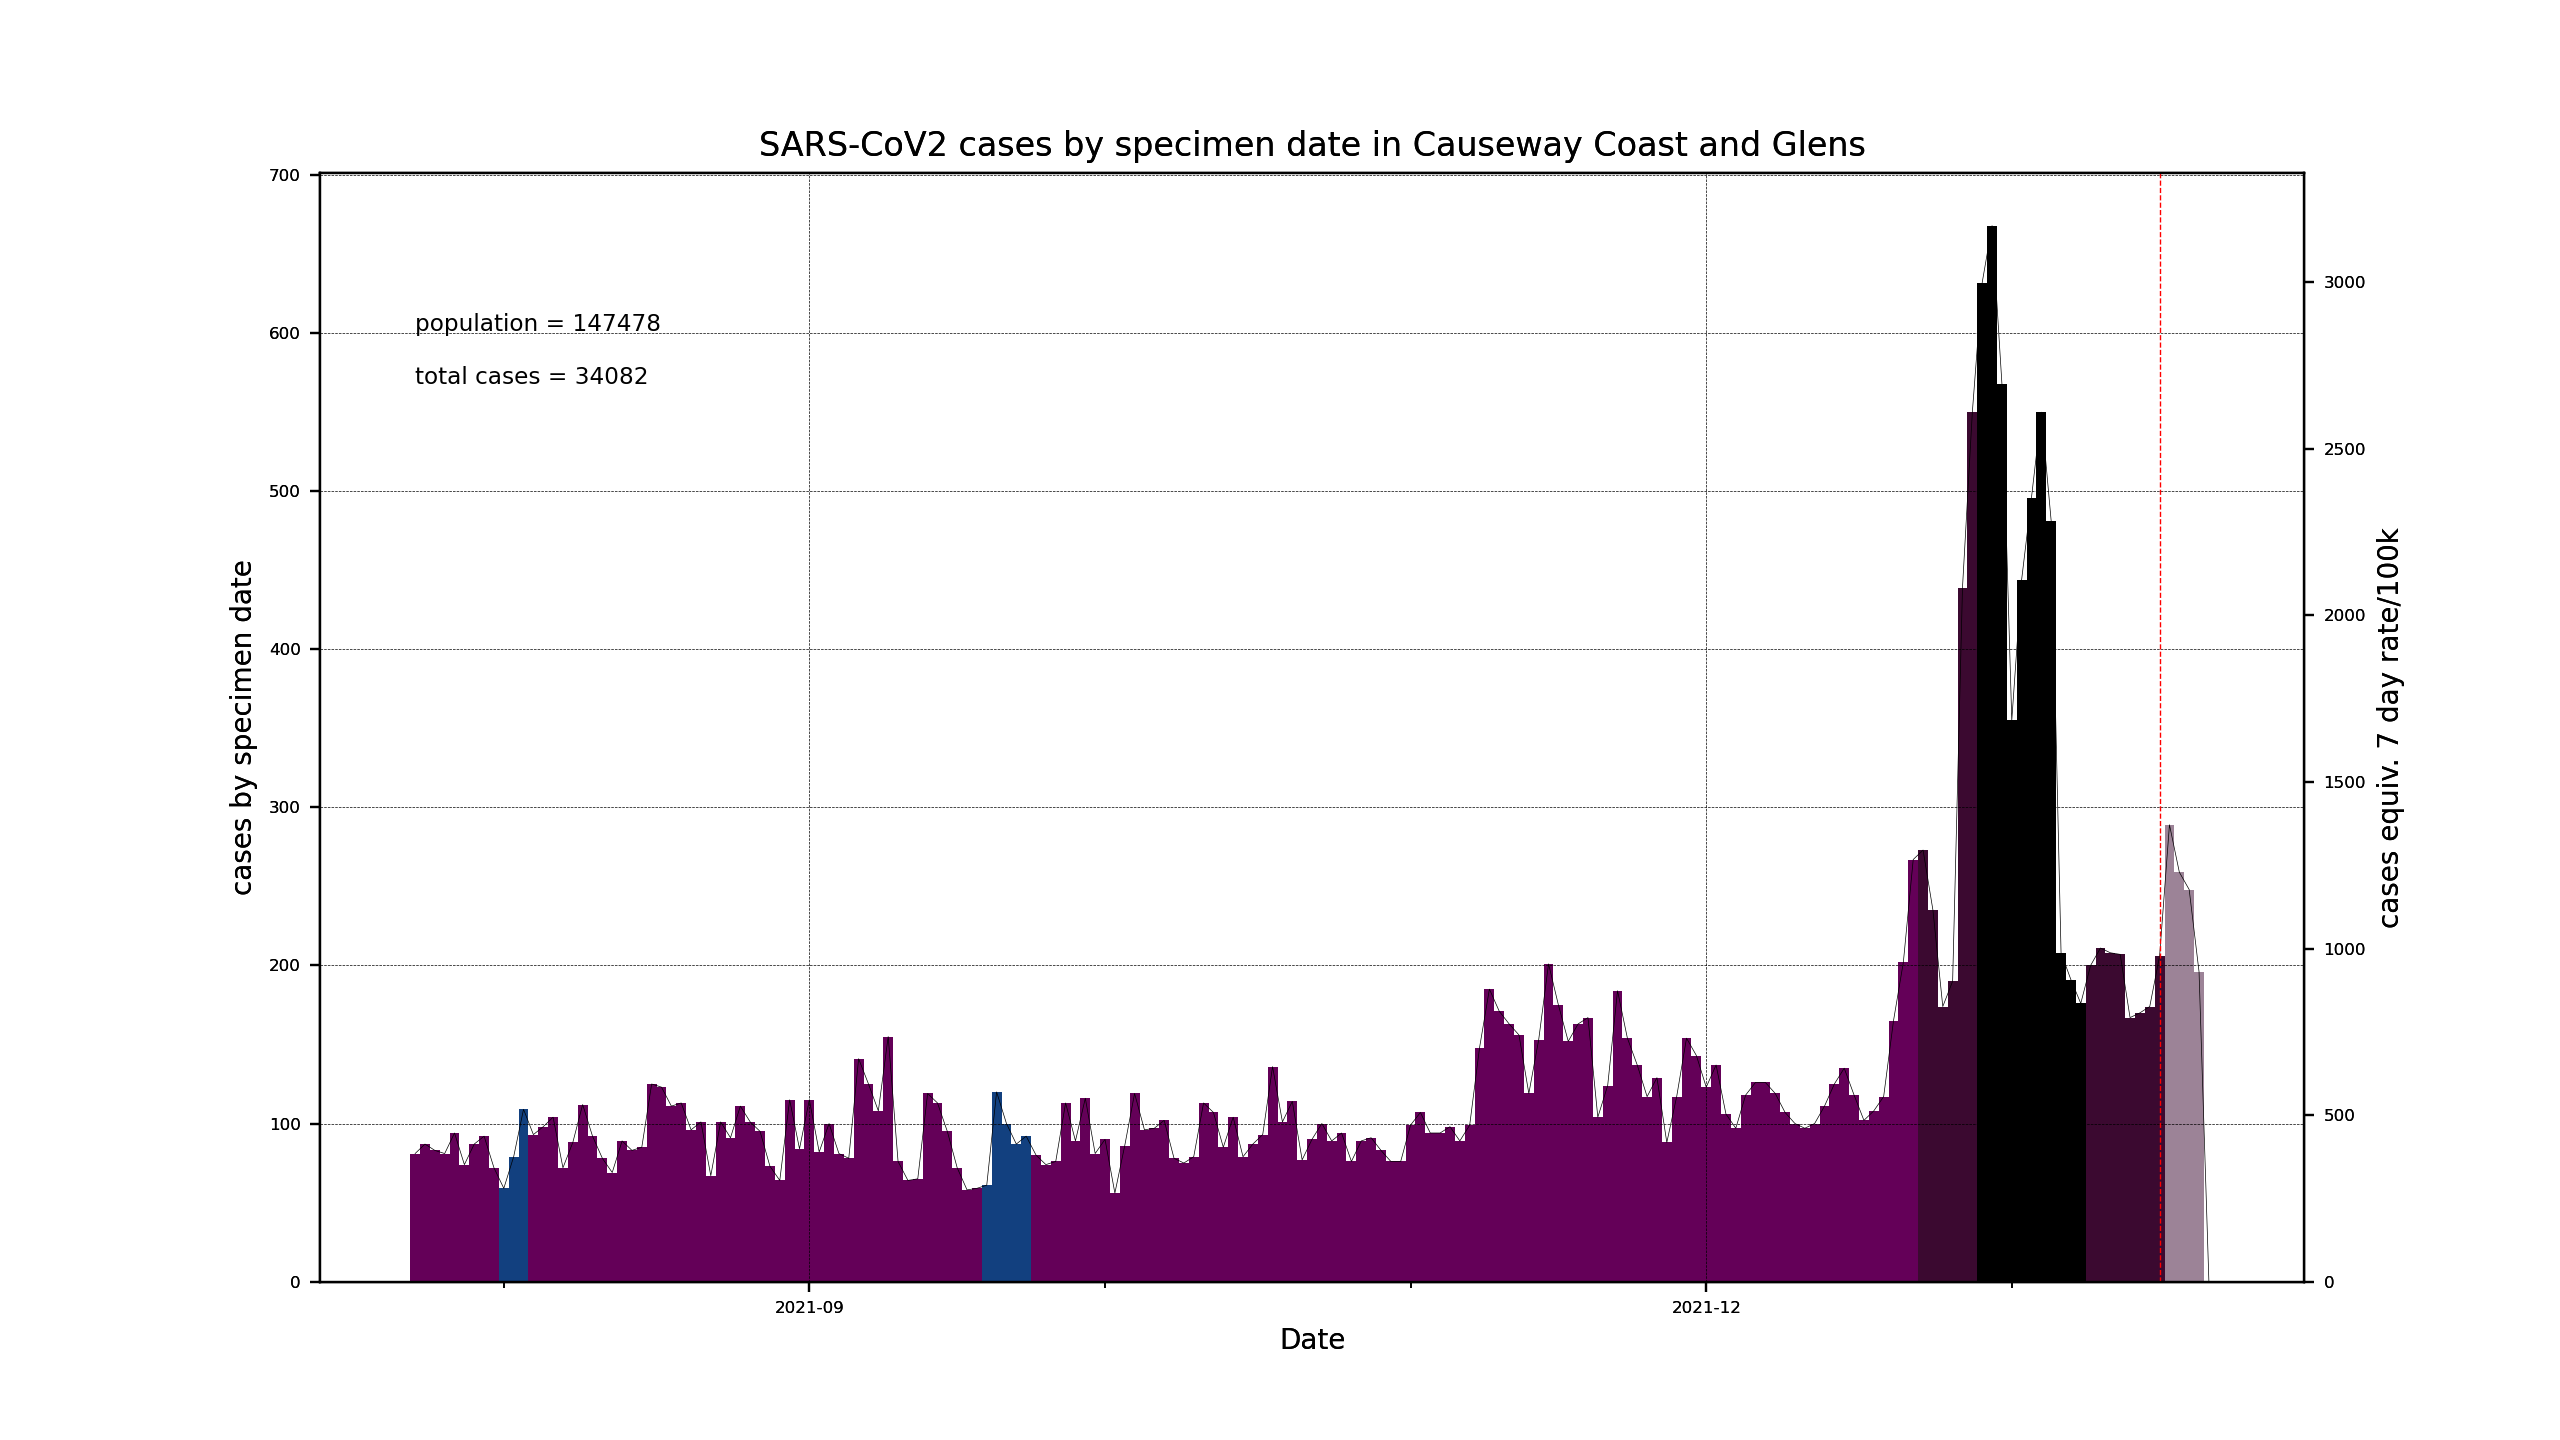 SARS-CoV2 cases by specimen date in Causeway Coast and Glens
population = 147478
total cases = 34082
cases by specimen date
700
600
500
400
300
200
100
0
3000
2500
2000
1500
1000
500
0
cases equiv. 7 day rate/100k
2021-09
2021-12
Date